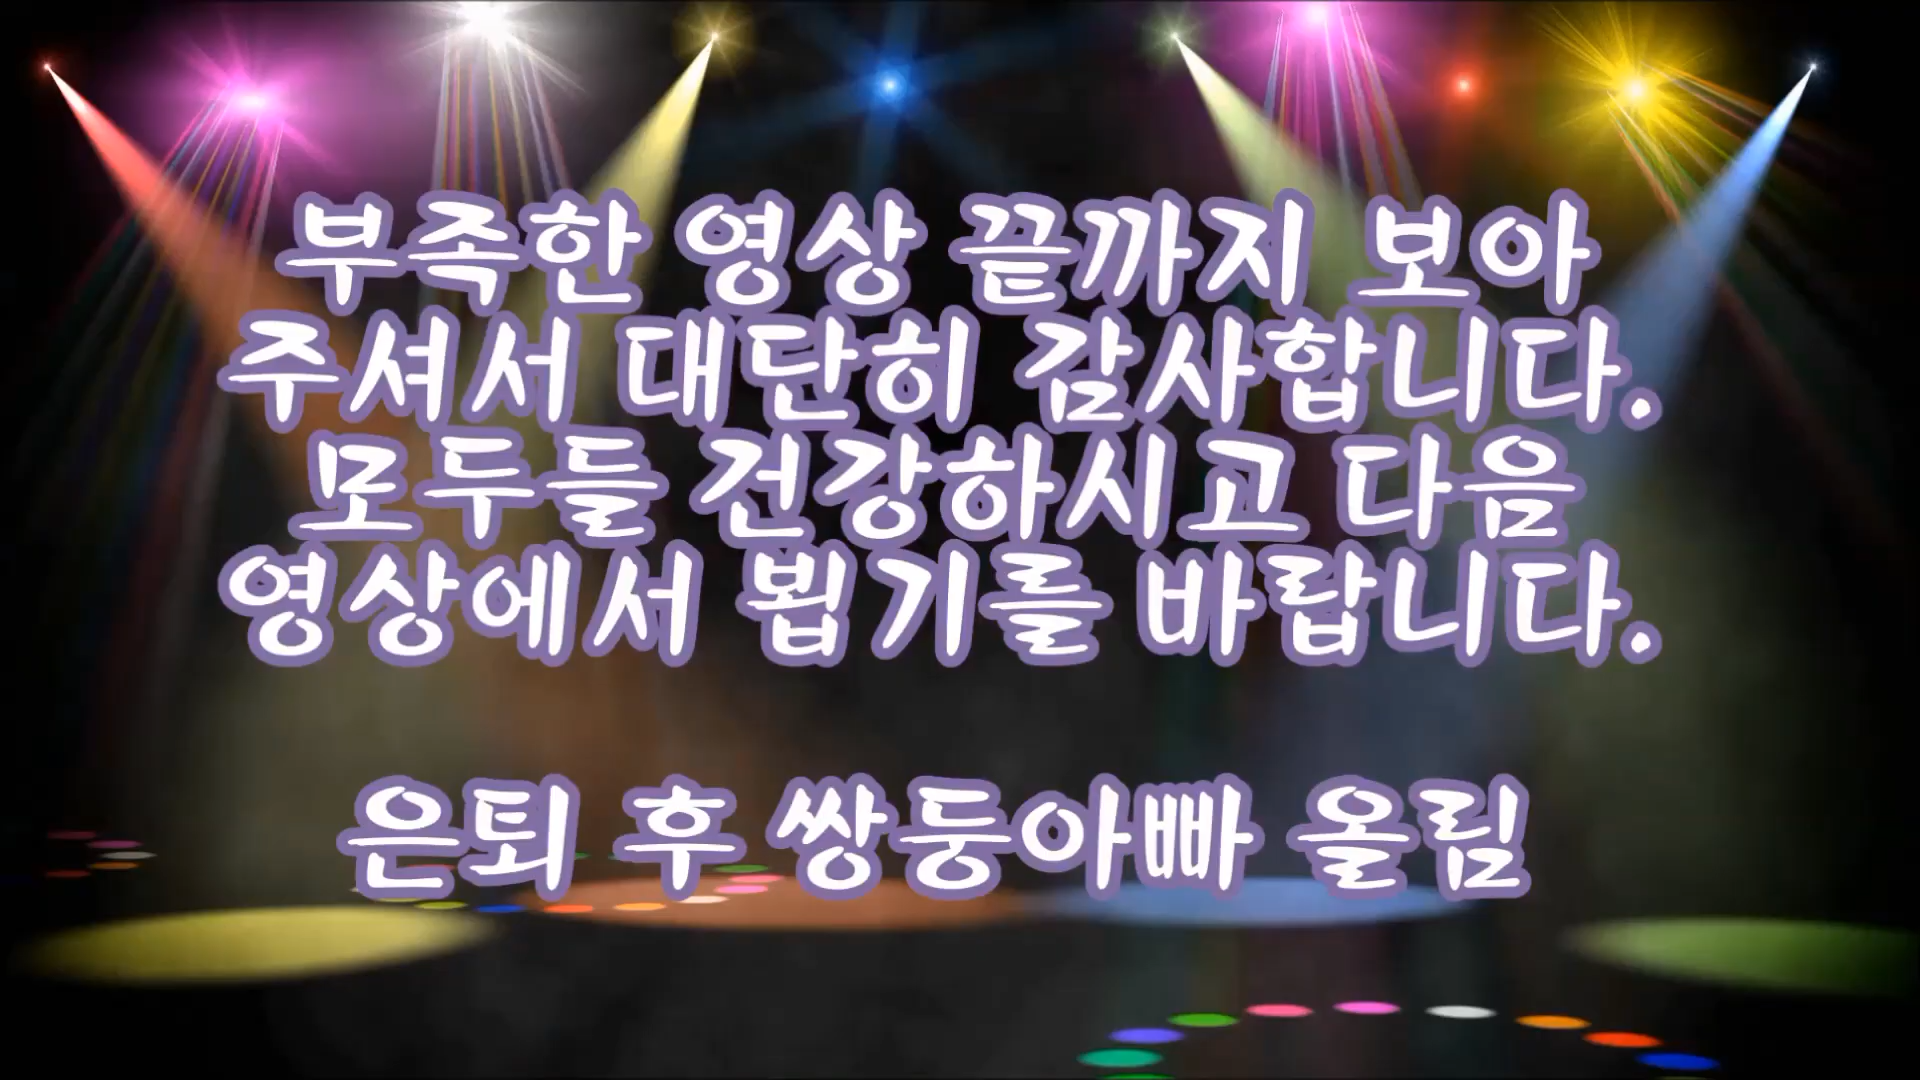 부족한 영상 끝까지 보아
주셔서 대단히 감사합니다.
모두들 건강하시고 다음
영상에서 뵙기를 바랍니다.
은퇴 후 쌍둥아빠 올림